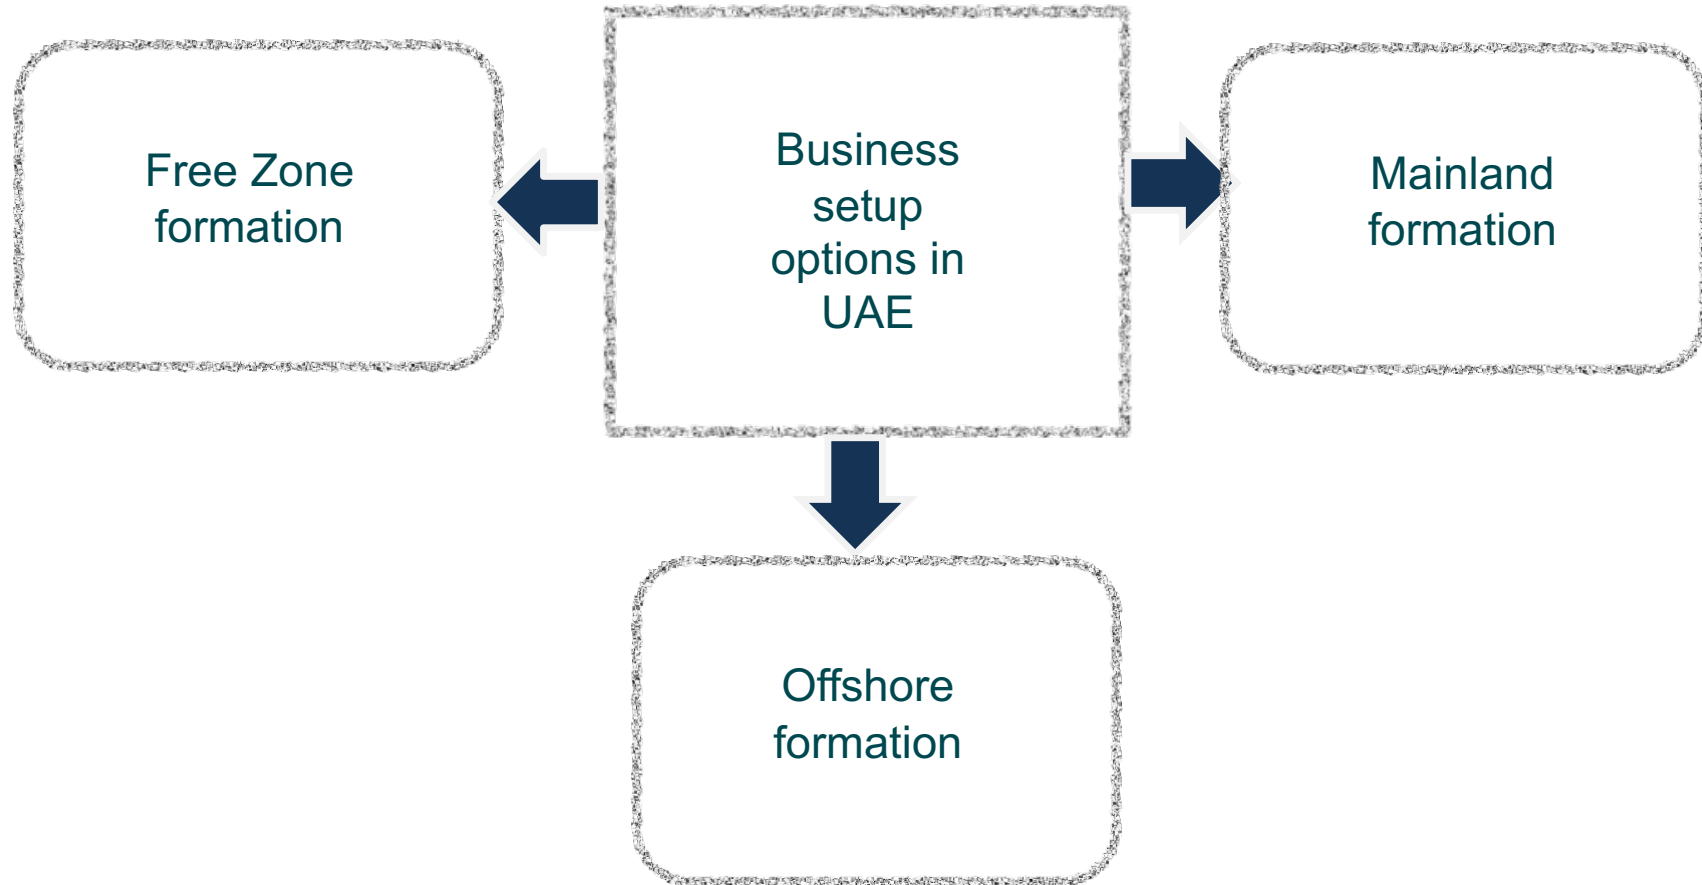 Free Zone
formation
Business
setup
options in
UAE
Mainland
formation
Offshore
formation